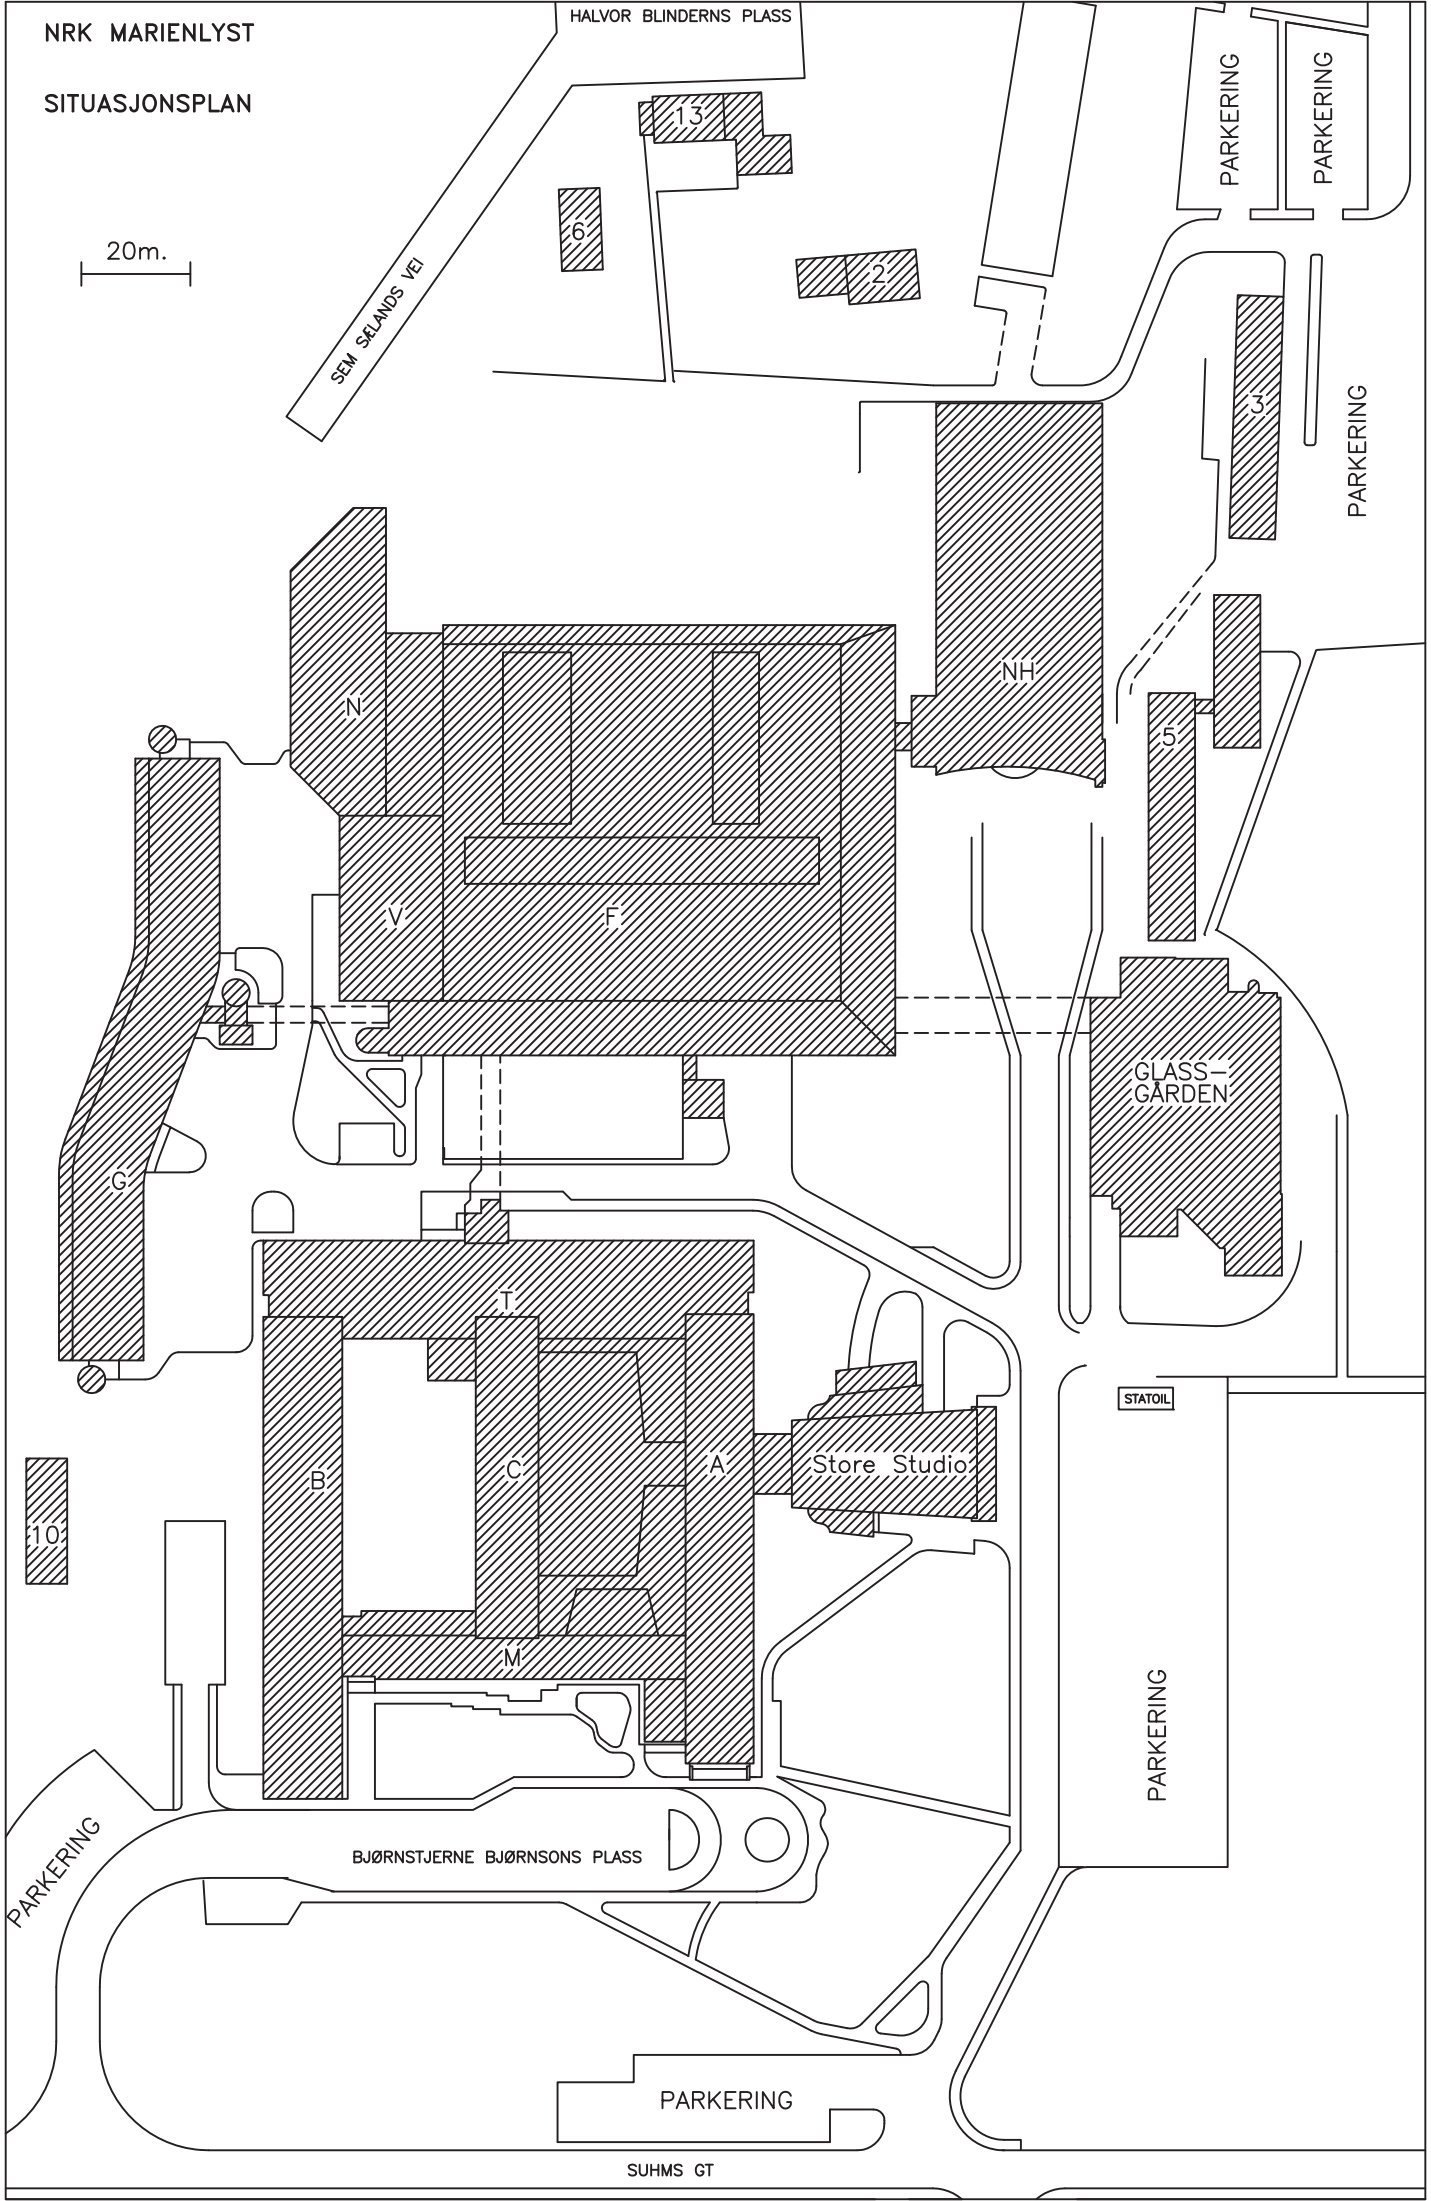 NRK MARIENLYST
HALVOR BLINDERNS PLASS
SITUASJONSPLAN
PARKERING
PARKERING
13
6
2
20m.
SEM SÆLANDS VEI
3
PARKERING
NH
N
5
V
F
GLASS-
GÅRDEN
G
T
STATOIL
B
C
A
Store Studio
10
M
PARKERING
PARKERING
BJØRNSTJERNE BJØRNSONS PLASS
PARKERING
SUHMS GT